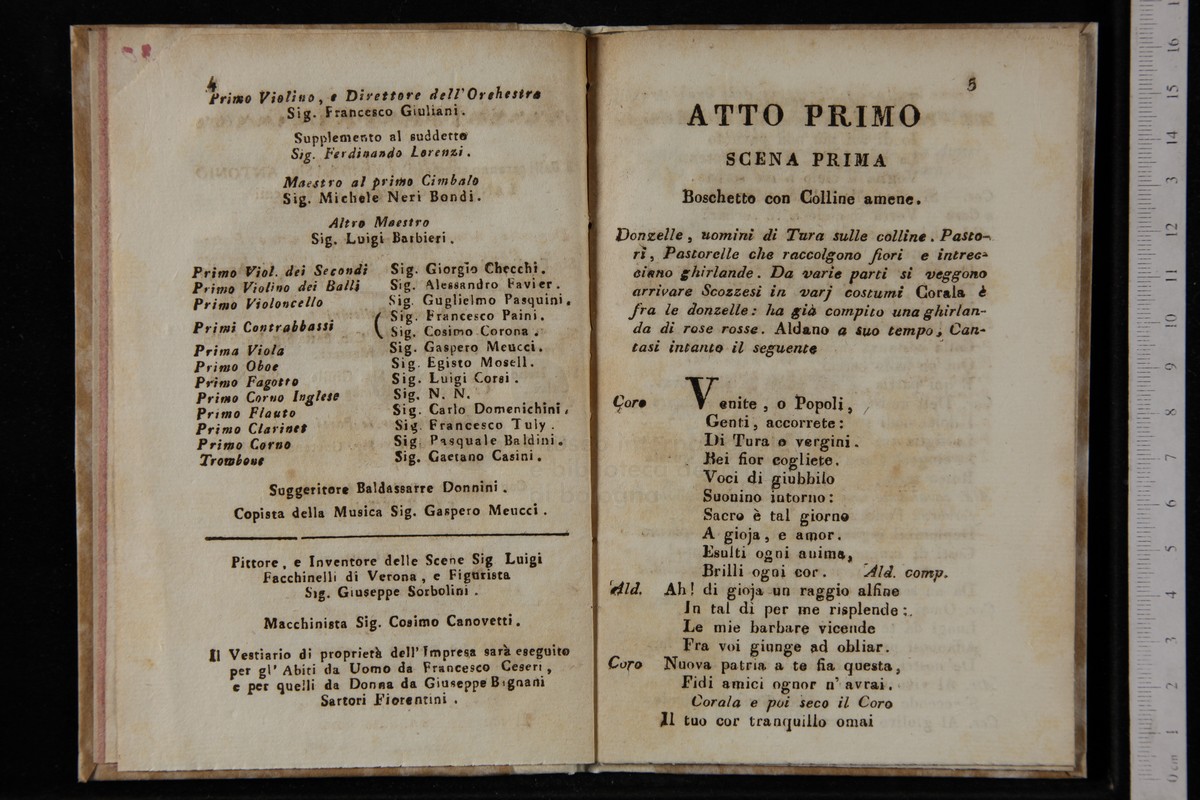 4
Primo Violino, e Direttore dell'Orchestra
Sig. Francesco Giuliani.
Supplemento al suddetto
Sig. Ferdinando Lorenzi.
Maestro al primo Cimbalo
Sig. Michele Neri Bondi.
Altro Maestro
Sig. Luigi Barbieri.
Primo Viol. dei Secondi Sig. Giorgio Checchi.
Primo Violino dei Balli Sig. Alessandro Favier.
Primo Violoncello Sig. Guglielmo Pasquini.
Primi Contrabbassi ( Sig. Francesco Paini.
Sig. Cosimo Corona.
Prima Viola Sig. Gaspero Meucci.
Primo Oboe Sig. Egisto Mosell.
Primo Fagotto Sig. Luigi Corsi.
Primo Corno Inglese Sig. N. N.
Primo Flauto Sig. Carlo Domenichini.
Primo Clarinet Sig. Francesco Tuly.
Primo Corno Sig. Pasquale Baldini.
Trombone Sig. Gaetano Casini.
Suggeritore Baldassarre Donnini.
Copista della Musica Sig. Gaspero Meucci.
Pittore, e Inventore delle Scene Sig Luigi
Facchinelli di Verona, e Figurista
Sig. Giuseppe Sorbolini.
Macchinista Sig. Cosimo Canovetti.
Il Vestiario di proprietà dell'Impresa sarà eseguito
per gl' Abiti da Uomo da Francesco Ceseri,
e per quelli da Donna da Giuseppe Bignani
Sartori Fiorentini.
5
ATTO PRIMO
SCENA PRIMA
Boschetto con Colline amene.
Donzelle, uomini di Tura sulle colline. Pasto-
ri, Pastorelle che raccolgono fiori e intrec-
ciano ghirlande. Da varie parti si veggono
arrivare Scozzesi in varj costumi Corala è
fra le donzelle: ha già compito una ghirlan-
da di rose rosse. Aldano a suo tempo, Can-
tasi intanto il seguente
Coro Venite, o Popoli,
Genti, accorrete:
Di Tura o vergini.
Bei fior cogliete.
Voci di giubbilo
Suonino intorno:
Sacro è tal giorno
A gioja, e amor.
Esulti ogni anima,
Brilli ogni cor. Ald. comp.
Ald. Ah! di gioja un raggio alfine
In tal di per me risplende:
Le mie barbare vicende
Fra voi giunge ad obliar.
Coro Nuova patria a te fia questa,
Fidi amici ognor n' avrai.
Corala e poi seco il Coro
Il tuo cor tranquillo omai